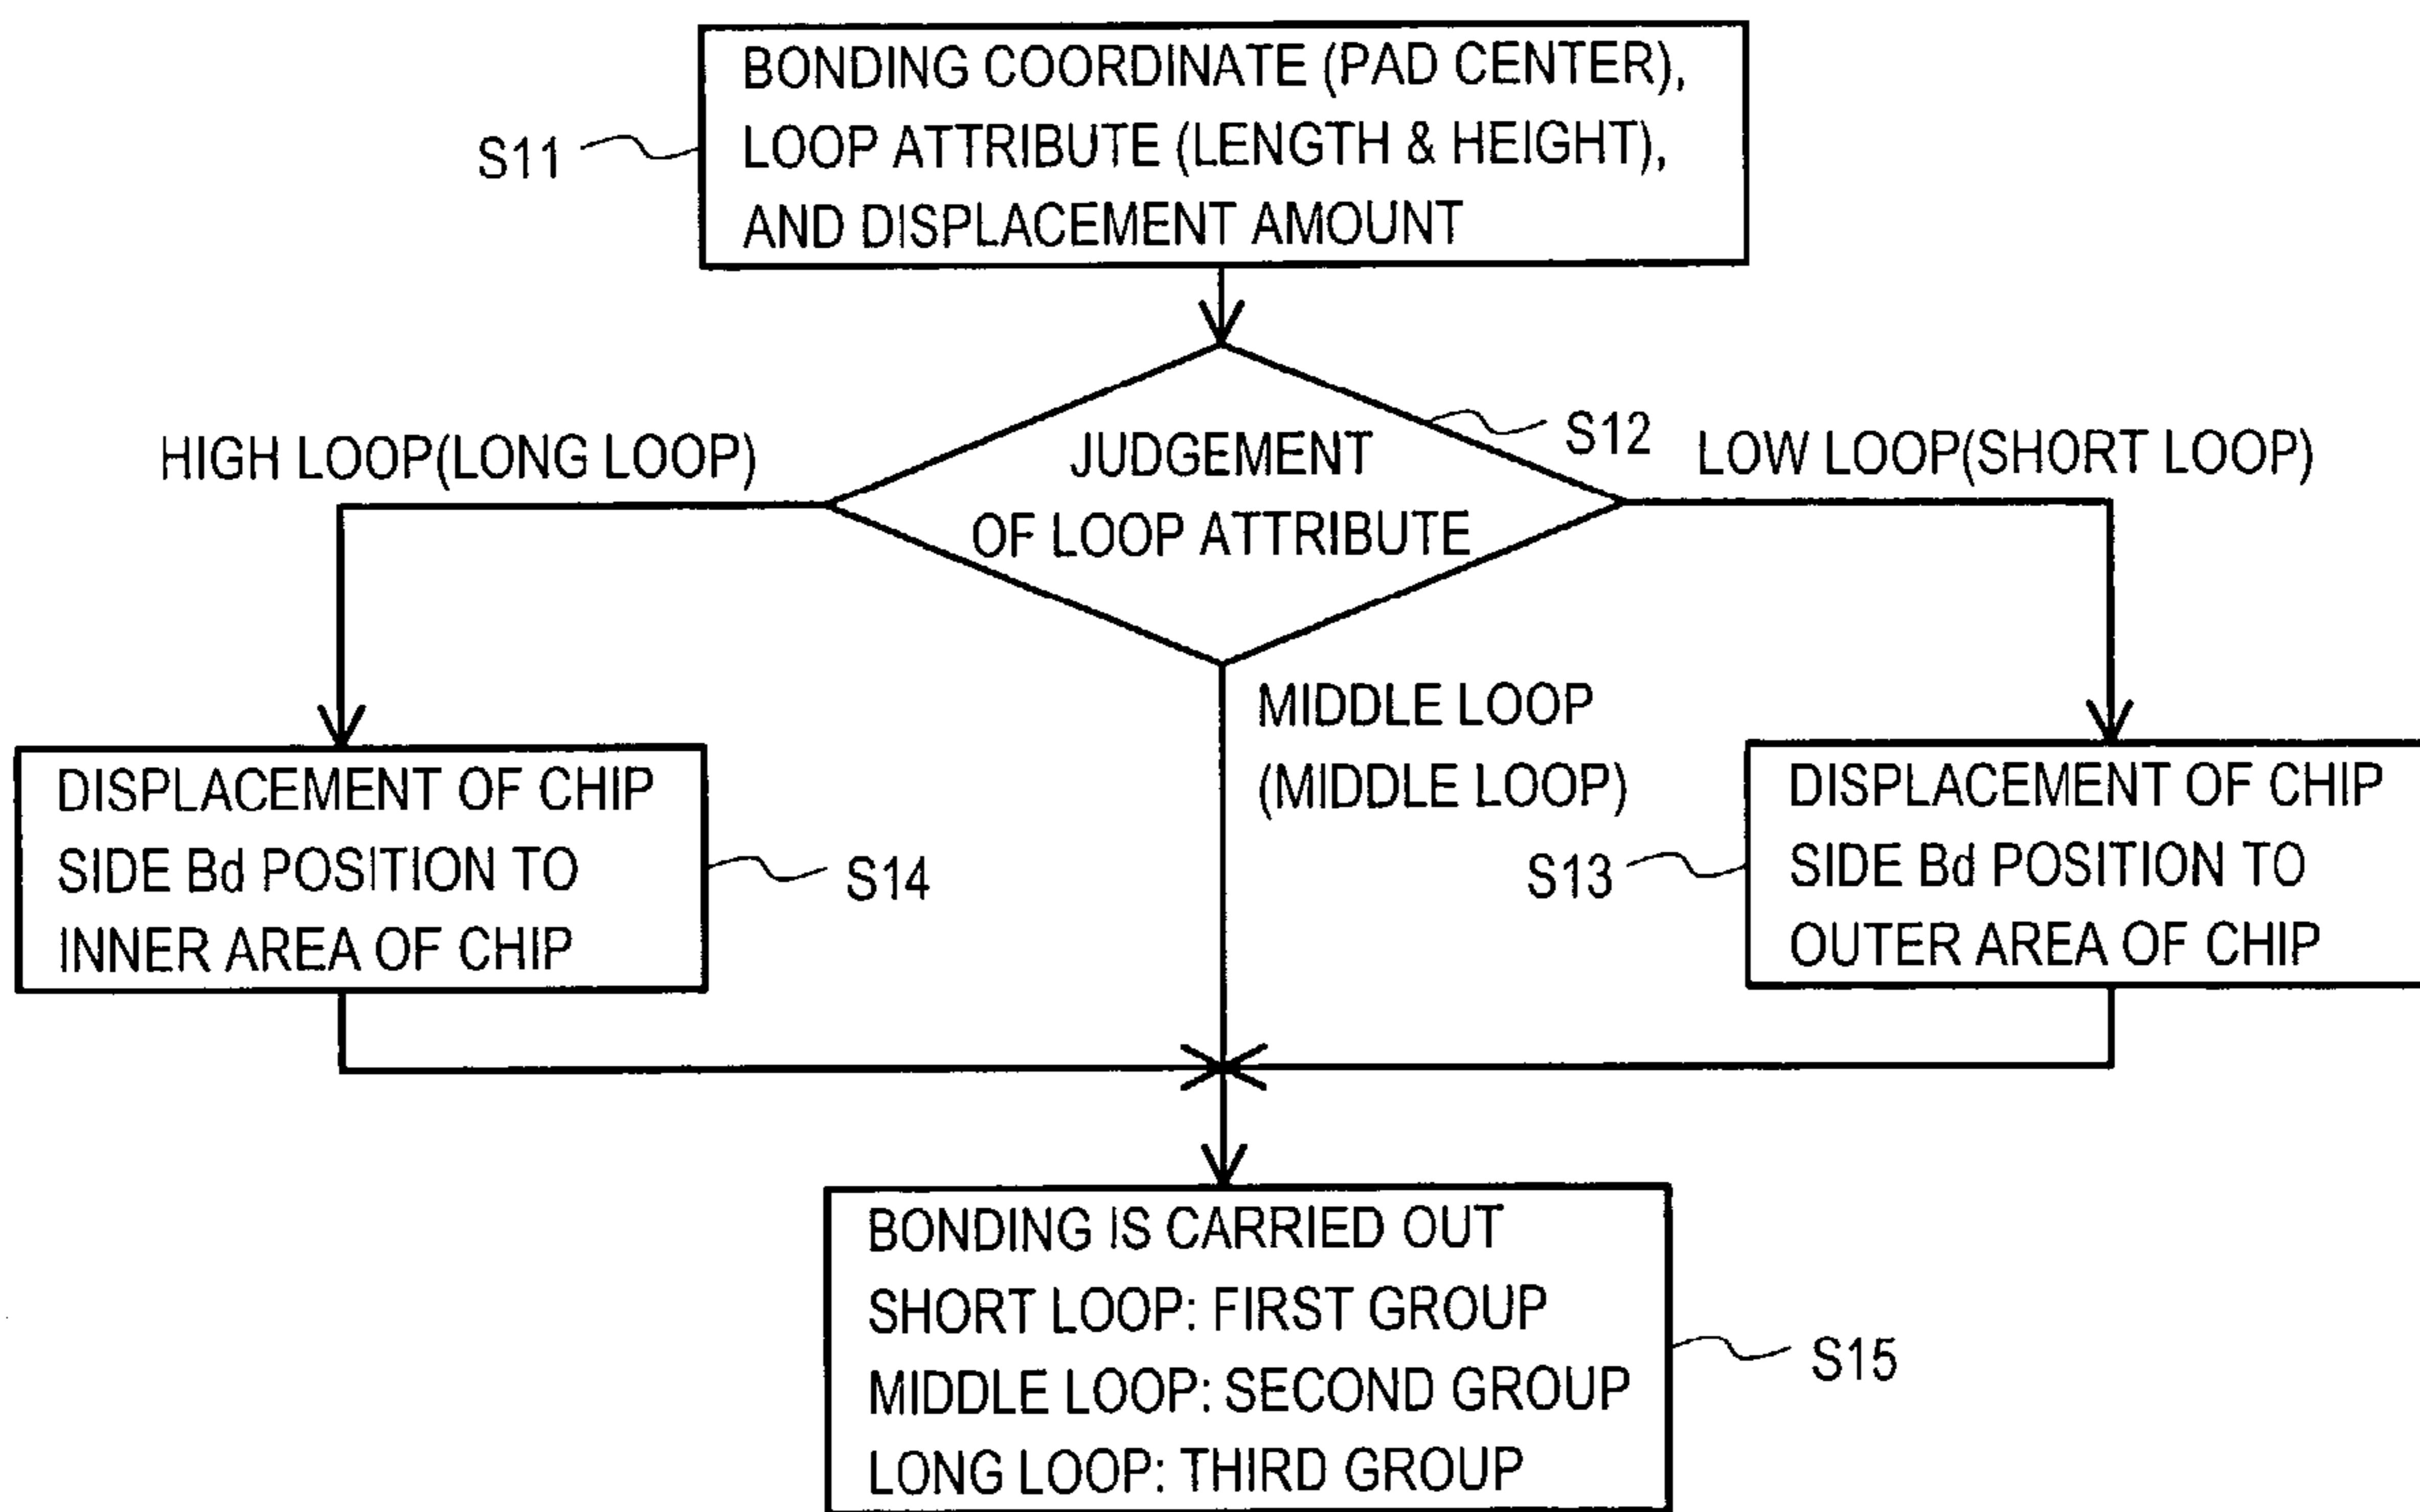 BONDING COORDINATE (PAD CENTER),
LOOP ATTRIBUTE (LENGTH & HEIGHT),
AND DISPLACEMENT AMOUNT
S11
JUDGEMENT
OF LOOP ATTRIBUTE
S12
HIGH LOOP(LONG LOOP)
LOW LOOP(SHORT LOOP)
MIDDLE LOOP
(MIDDLE LOOP)
DISPLACEMENT OF CHIP
SIDE Bd POSITION TO
INNER AREA OF CHIP
S14
S13
DISPLACEMENT OF CHIP
SIDE Bd POSITION TO
OUTER AREA OF CHIP
BONDING IS CARRIED OUT
SHORT LOOP: FIRST GROUP
MIDDLE LOOP: SECOND GROUP
LONG LOOP: THIRD GROUP
S15